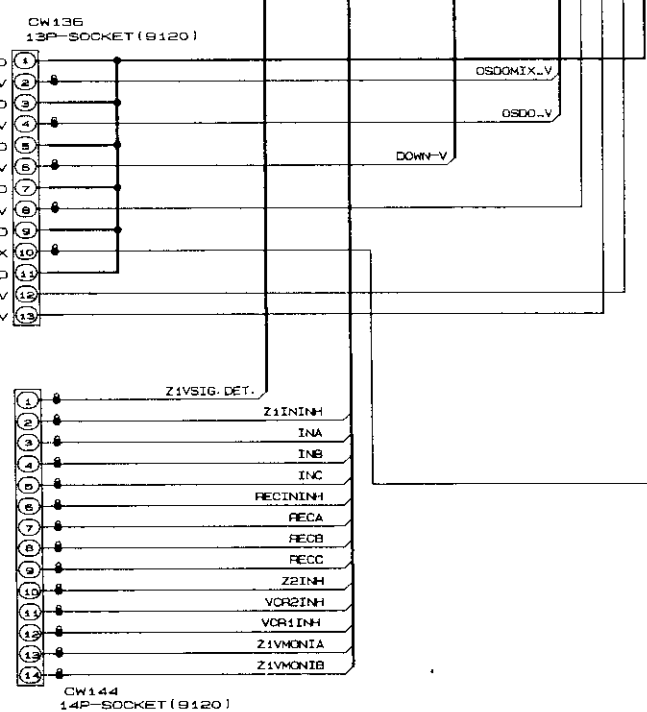 CW136
13P-SOCKET(9120)
1
2
OSDOMIX_V
3
4
OSDO_V
5
6
DOWN-V
7
8
9
10
11
12
13
1
Z1VSIG.DET.
2
Z1ININH
3
INA
4
INB
5
INC
6
RECININH
7
RECA
8
RECB
9
RECC
10
Z2INH
11
VCR2INH
12
VCR1INH
13
Z1VMONIA
14
Z1VMONIB
CW144
14P-SOCKET(9120)